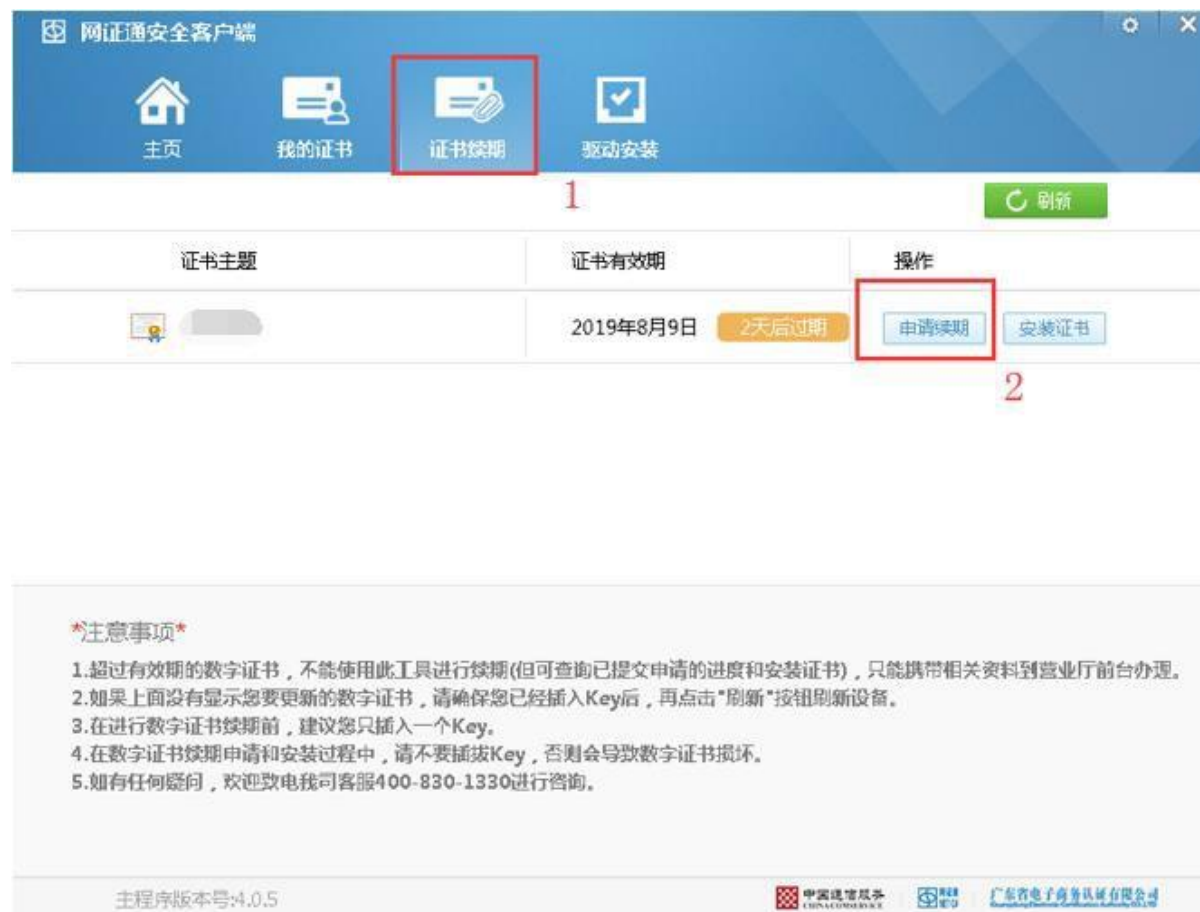 网证通安全客户端
主页 我的证书 证书续期 驱动安装
1
刷新
证书主题 证书有效期 操作
2019年8月9日 2天后过期 申请续期 安装证书
2
*注意事项*
1.超过有效期的数字证书，不能使用此工具进行续期(但可查询已提交申请的进度和安装证书)，只能携带相关资料到营业厅前台办理。
2.如果上面没有显示您要更新的数字证书，请确保您已经插入Key后，再点击"刷新"按钮刷新设备。
3.在进行数字证书续期前，建议您只插入一个Key。
4.在数字证书续期申请和安装过程中，请不要插拔Key，否则会导致数字证书损坏。
5.如有任何疑问，欢迎致电我司客服400-830-1330进行咨询。
主程序版本号:4.0.5 中国通信服务 广东省电子商务认证有限公司
CHINA COMSERVICE